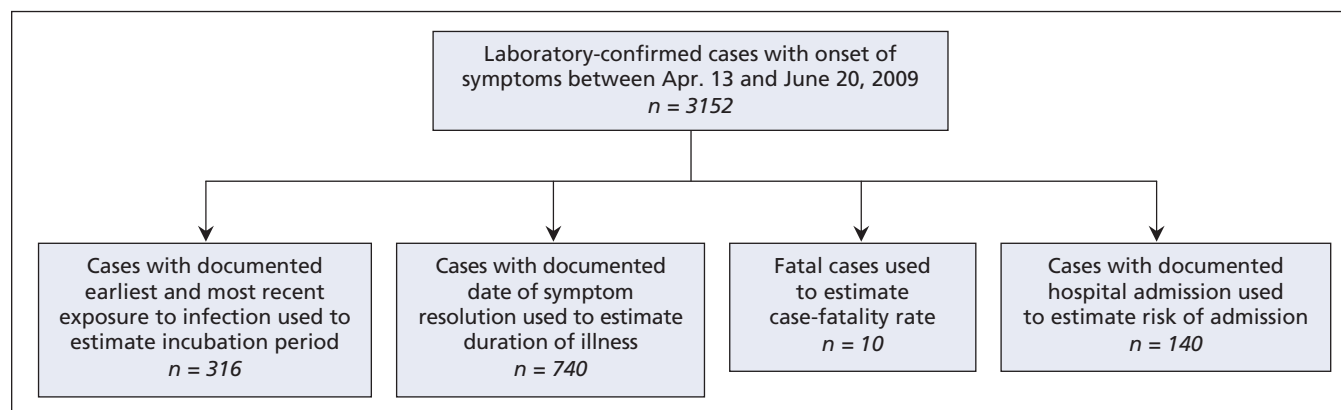 Laboratory-confirmed cases with onset of
symptoms between Apr. 13 and June 20, 2009
n = 3152
Cases with documented
earliest and most recent
exposure to infection used to
estimate incubation period
n = 316
Cases with documented
date of symptom
resolution used to estimate
duration of illness
n = 740
Fatal cases used
to estimate
case-fatality rate
n = 10
Cases with documented
hospital admission used
to estimate risk of admission
n = 140